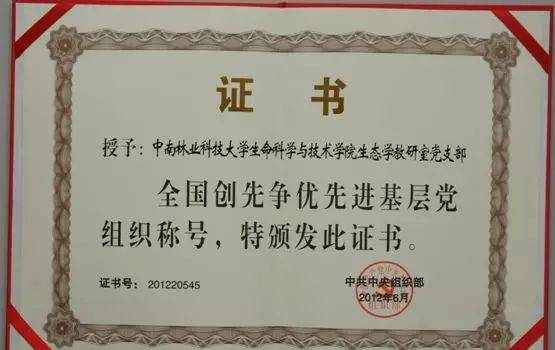 证书
授予：中南林业科技大学生命科学与技术学院生态学教研室党支部
全国创先争优先进基层党
组织称号，特颁发此证书。
证书号：201220545
中共中央组织部
2012年6月